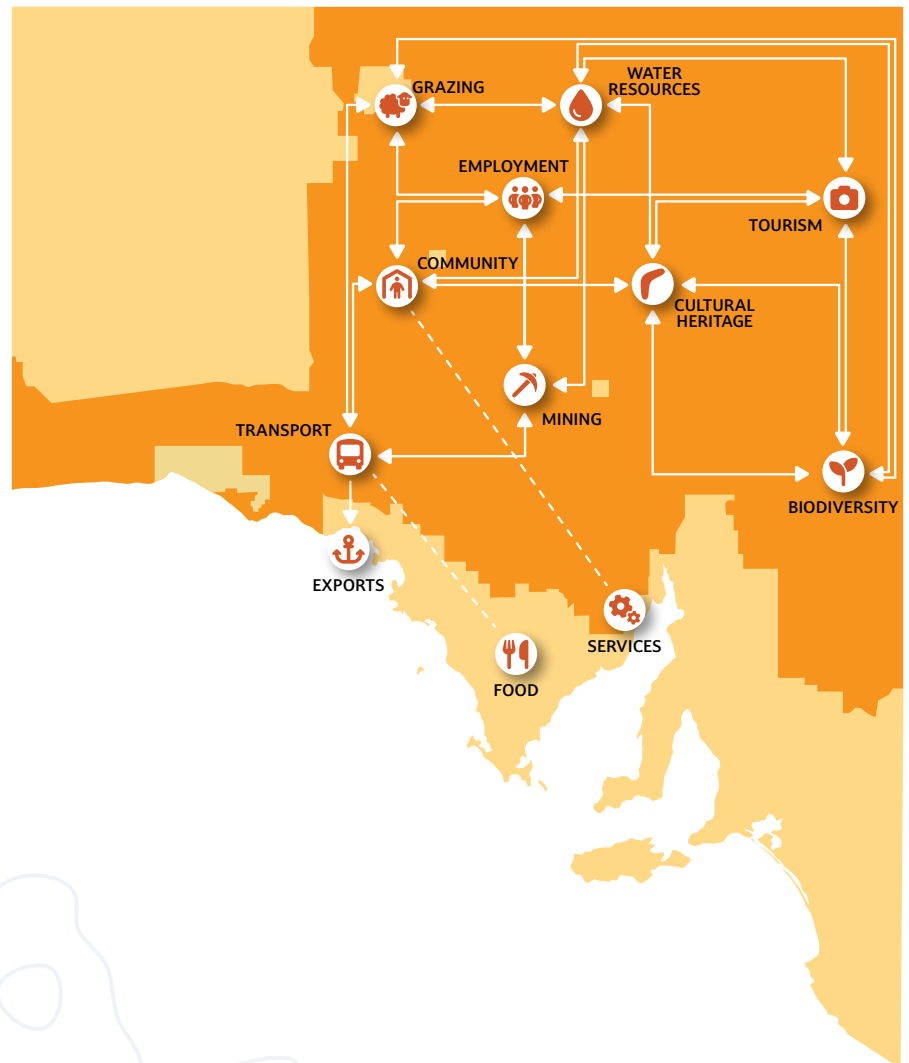 GRAZING
WATER
RESOURCES
EMPLOYMENT
TOURISM
COMMUNITY
CULTURAL
HERITAGE
MINING
TRANSPORT
BIODIVERSITY
EXPORTS
SERVICES
FOOD